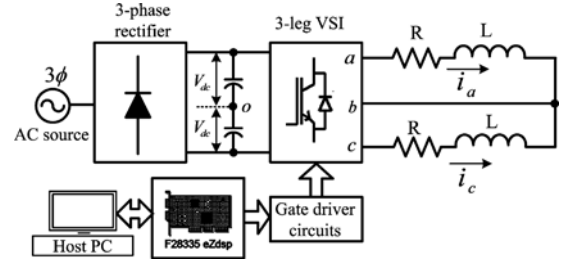 3-phase
rectifier
3-leg VSI
3ϕ
AC source
V_dc
V_dc
o
a
b
c
R
L
i_a
R
L
i_c
Host PC
F28335 eZdsp
Gate driver
circuits